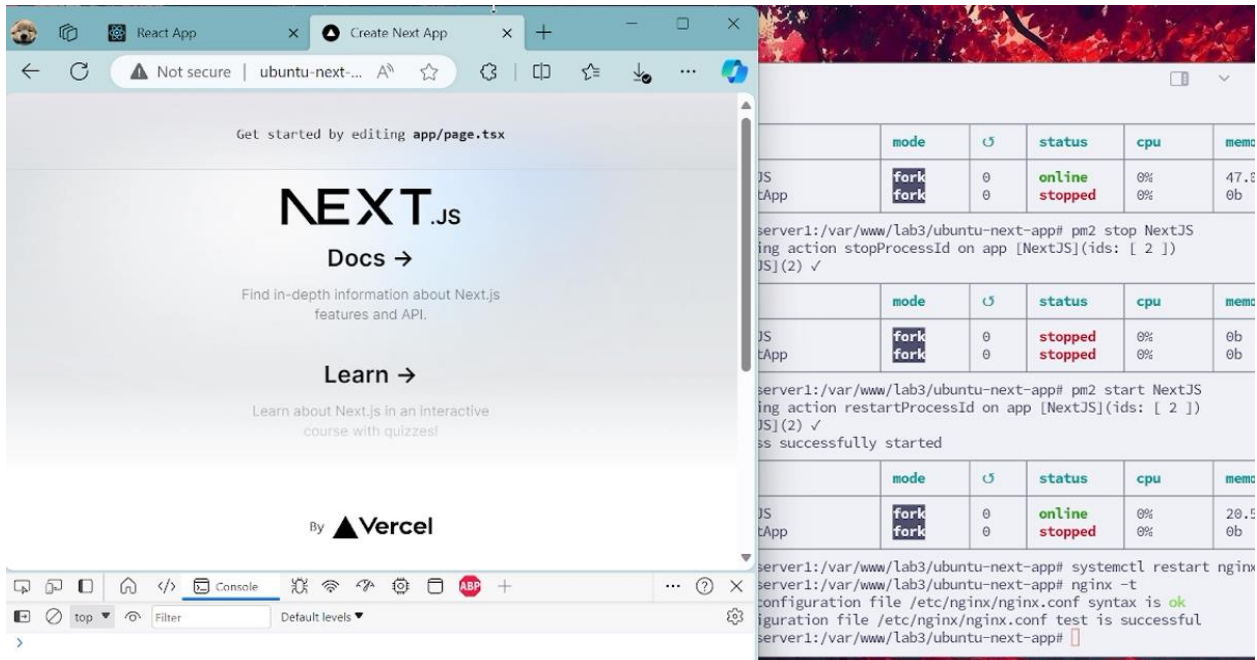 React App
Create Next App
Not secure | ubuntu-next-...
Get started by editing app/page.tsx
NEXT.JS
Docs →
Find in-depth information about Next.js
features and API.
Learn →
Learn about Next.js in an interactive
course with quizzes!
By Vercel
Console
ABP
top
Filter
Default levels
mode ↺ status cpu memo
JS fork 0 online 0% 47.
tApp fork 0 stopped 0% 0b
server1:/var/www/lab3/ubuntu-next-app# pm2 stop NextJS
ing action stopProcessId on app [NextJS](ids: [ 2 ])
JS](2) ✓
mode ↺ status cpu memo
JS fork 0 stopped 0% 0b
tApp fork 0 stopped 0% 0b
server1:/var/www/lab3/ubuntu-next-app# pm2 start NextJS
ing action restartProcessId on app [NextJS](ids: [ 2 ])
JS](2) ✓
ss successfully started
mode ↺ status cpu memo
JS fork 0 online 0% 20.5
tApp fork 0 stopped 0% 0b
server1:/var/www/lab3/ubuntu-next-app# systemctl restart nginx
server1:/var/www/lab3/ubuntu-next-app# nginx -t
configuration file /etc/nginx/nginx.conf syntax is ok
iguration file /etc/nginx/nginx.conf test is successful
server1:/var/www/lab3/ubuntu-next-app#